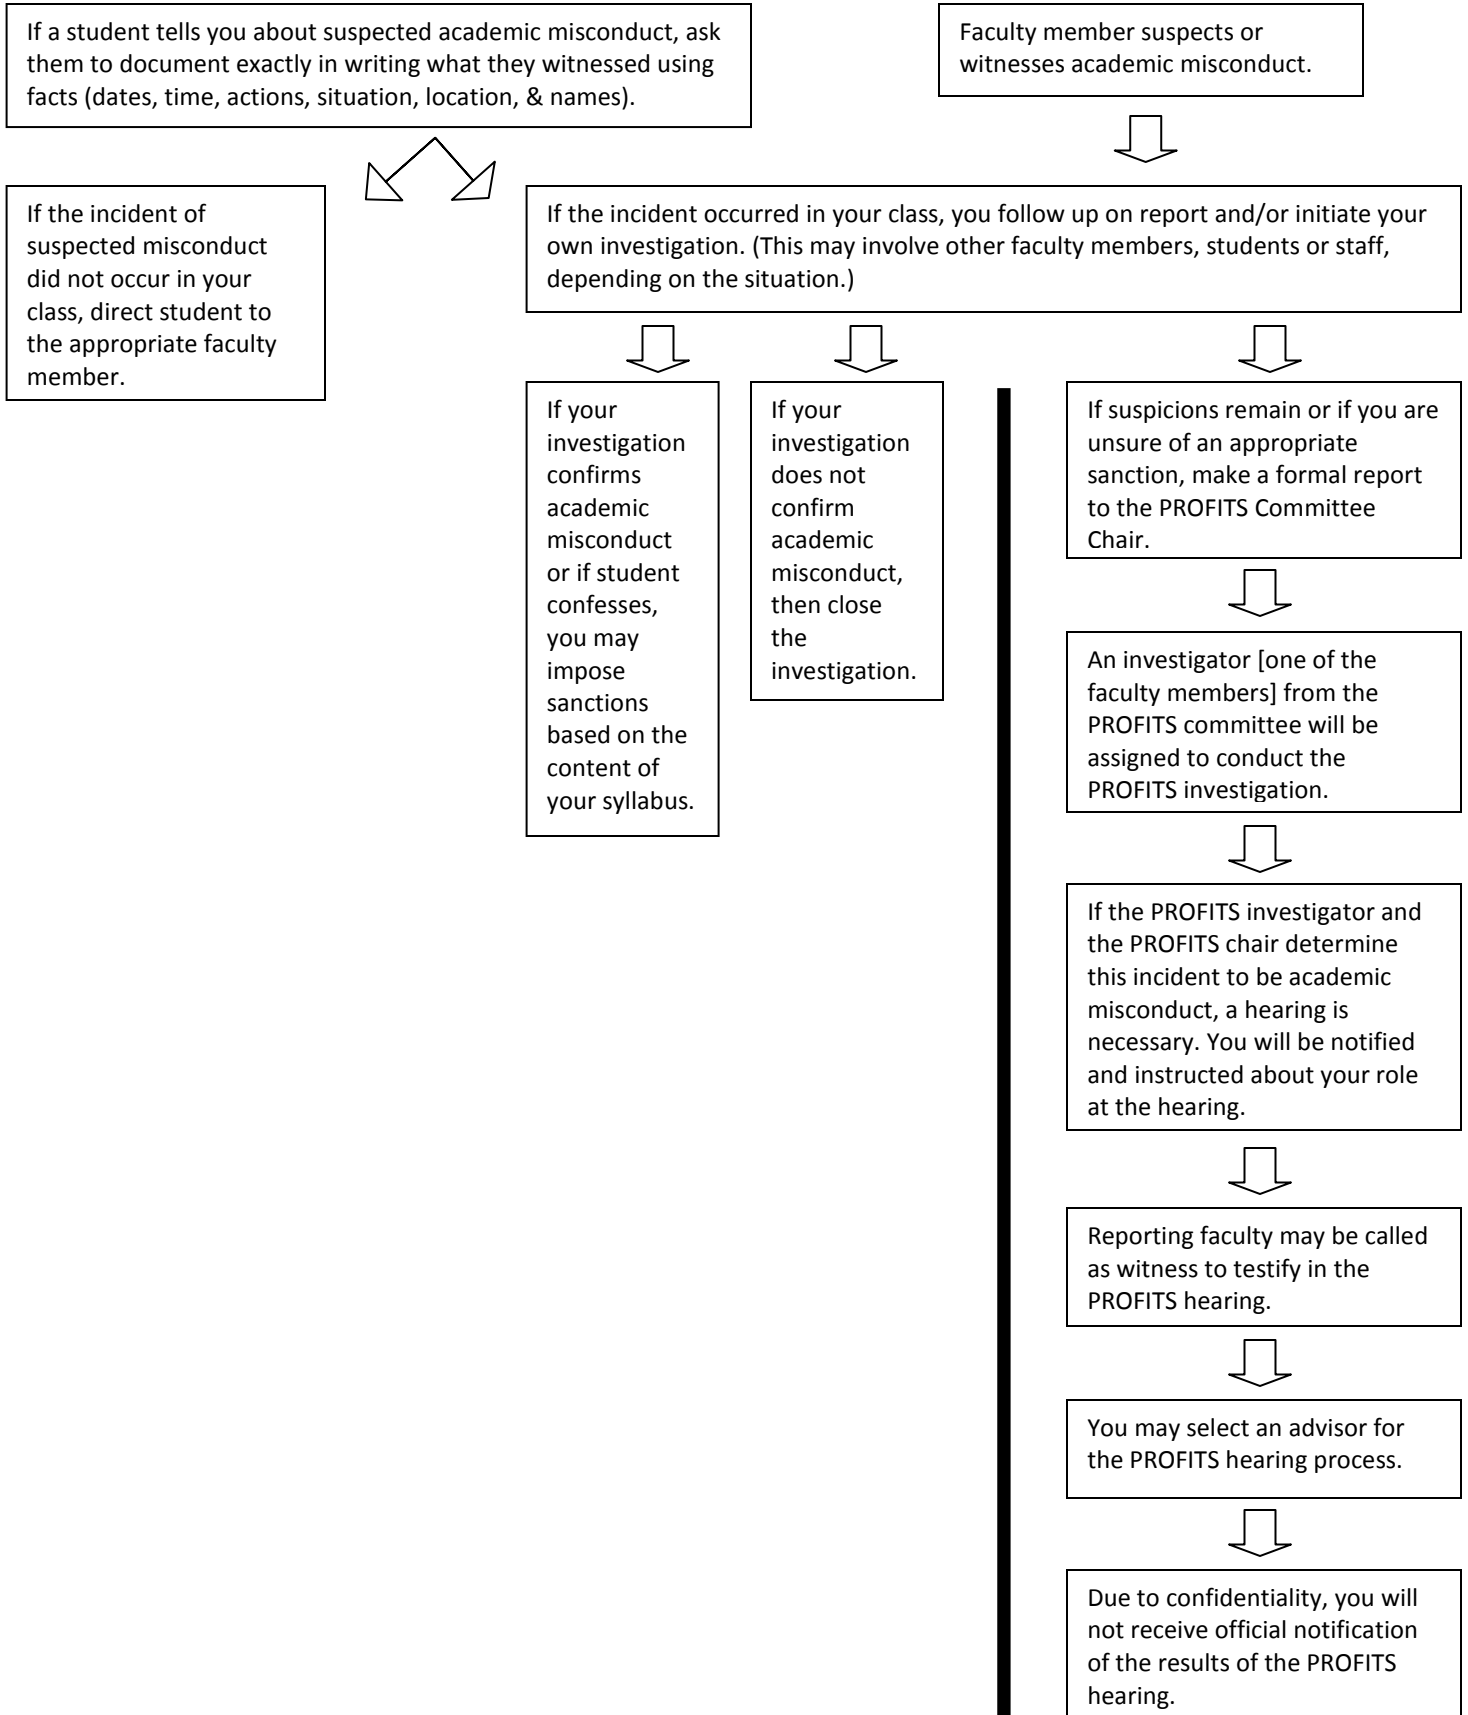 If a student tells you about suspected academic misconduct, ask
them to document exactly in writing what they witnessed using
facts (dates, time, actions, situation, location, & names).
Faculty member suspects or
witnesses academic misconduct.
If the incident of
suspected misconduct
did not occur in your
class, direct student to
the appropriate faculty
member.
If the incident occurred in your class, you follow up on report and/or initiate your
own investigation. (This may involve other faculty members, students or staff,
depending on the situation.)
If your
investigation
confirms
academic
misconduct
or if student
confesses,
you may
impose
sanctions
based on the
content of
your syllabus.
If your
investigation
does not
confirm
academic
misconduct,
then close
the
investigation.
If suspicions remain or if you are
unsure of an appropriate
sanction, make a formal report
to the PROFITS Committee
Chair.
An investigator [one of the
faculty members] from the
PROFITS committee will be
assigned to conduct the
PROFITS investigation.
If the PROFITS investigator and
the PROFITS chair determine
this incident to be academic
misconduct, a hearing is
necessary. You will be notified
and instructed about your role
at the hearing.
Reporting faculty may be called
as witness to testify in the
PROFITS hearing.
You may select an advisor for
the PROFITS hearing process.
Due to confidentiality, you will
not receive official notification
of the results of the PROFITS
hearing.